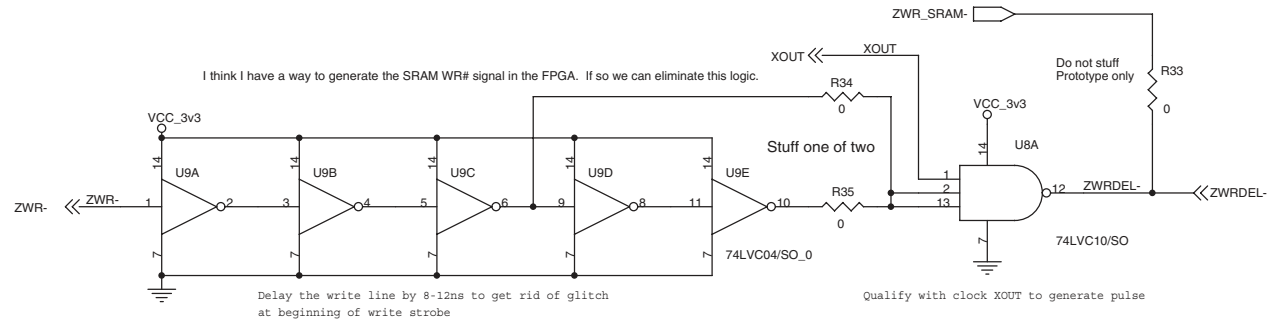 ZWR_SRAM-
XOUT
XOUT
I think I have a way to generate the SRAM WR# signal in the FPGA.  If so we can eliminate this logic.
Do not stuff
Prototype only
R33
0
R34
0
VCC_3v3
VCC_3v3
Stuff one of two
U8A
14
14
14
14
14
14
U9A
U9B
U9C
U9D
U9E
R35
0
ZWR-
ZWR-
1
2
3
4
5
6
9
8
11
10
1
2
13
12
ZWRDEL-
ZWRDEL-
7
7
7
7
7
7
74LVC04/SO_0
74LVC10/SO
Delay the write line by 8-12ns to get rid of glitch
at beginning of write strobe
Qualify with clock XOUT to generate pulse